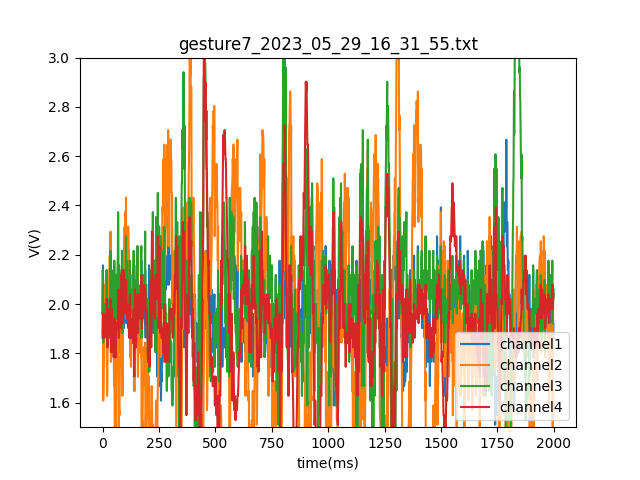 gesture7_2023_05_29_16_31_55.txt
3.0
2.8
2.6
2.4
2.2
2.0
1.8
1.6
V(V)
channel1
channel2
channel3
channel4
0 250 500 750 1000 1250 1500 1750 2000
time(ms)